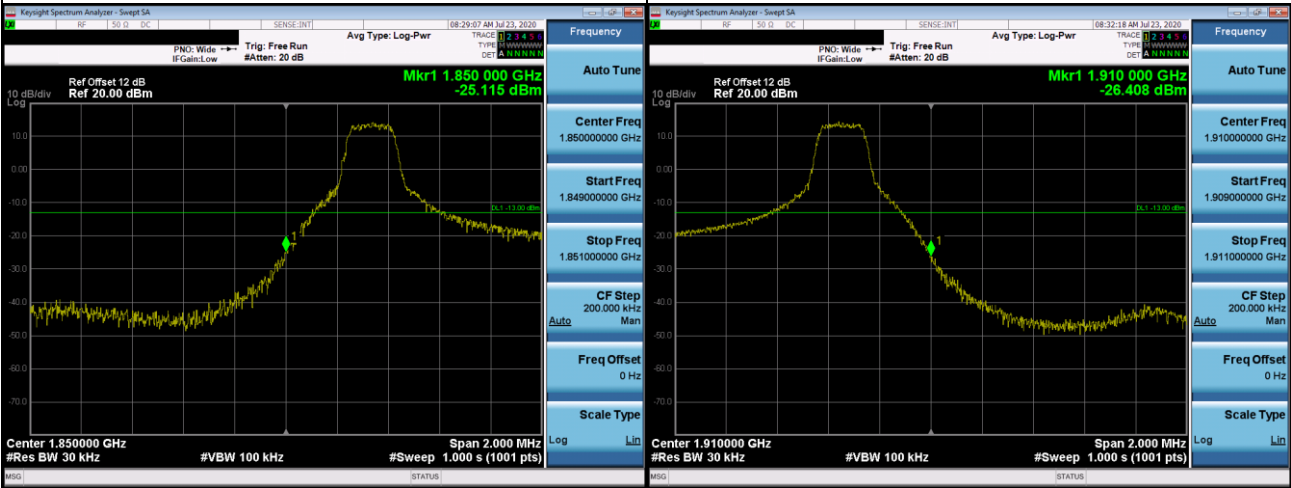 Keysight Spectrum Analyzer - Swept SA
RF 50 Ω DC SENSE:INT 08:29:07 AM Jul 23, 2020
Avg Type: Log-Pwr TRACE 1 2 3 4 5 6
PNO: Wide Trig: Free Run TYPE M W W W W W
IFGain:Low #Atten: 20 dB DET A N N N N N
Mkr1 1.850 000 GHz
Ref Offset 12 dB
10 dB/div Ref 20.00 dBm -25.115 dBm
Log
10.0
0.00
-10.0
DL1 -13.00 dBm
-20.0
1
-30.0
-40.0
-50.0
-60.0
-70.0
Center 1.850000 GHz Span 2.000 MHz
#Res BW 30 kHz #VBW 100 kHz #Sweep 1.000 s (1001 pts)
MSG STATUS
Frequency
Auto Tune
Center Freq
1.850000000 GHz
Start Freq
1.849000000 GHz
Stop Freq
1.851000000 GHz
CF Step
200.000 kHz
Auto Man
Freq Offset
0 Hz
Scale Type
Log Lin
Keysight Spectrum Analyzer - Swept SA
RF 50 Ω DC SENSE:INT 08:32:18 AM Jul 23, 2020
Avg Type: Log-Pwr TRACE 1 2 3 4 5 6
PNO: Wide Trig: Free Run TYPE M W W W W W
IFGain:Low #Atten: 20 dB DET A N N N N N
Mkr1 1.910 000 GHz
Ref Offset 12 dB
10 dB/div Ref 20.00 dBm -26.408 dBm
Log
10.0
0.00
-10.0
DL1 -13.00 dBm
-20.0
1
-30.0
-40.0
-50.0
-60.0
-70.0
Center 1.910000 GHz Span 2.000 MHz
#Res BW 30 kHz #VBW 100 kHz #Sweep 1.000 s (1001 pts)
MSG STATUS
Frequency
Auto Tune
Center Freq
1.910000000 GHz
Start Freq
1.909000000 GHz
Stop Freq
1.911000000 GHz
CF Step
200.000 kHz
Auto Man
Freq Offset
0 Hz
Scale Type
Log Lin